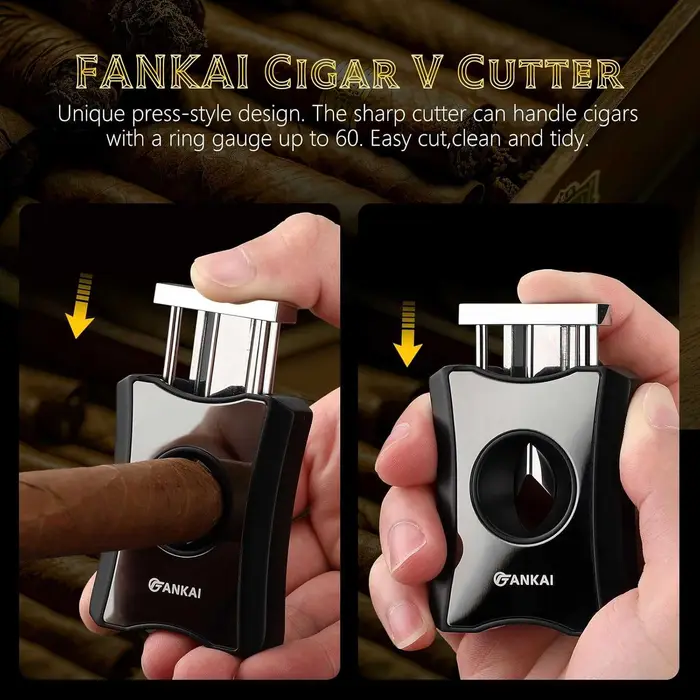 FANKAI CIGAR V CUTTER
Unique press-style design. The sharp cutter can handle cigars
with a ring gauge up to 60. Easy cut,clean and tidy.
FANKAI
FANKAI